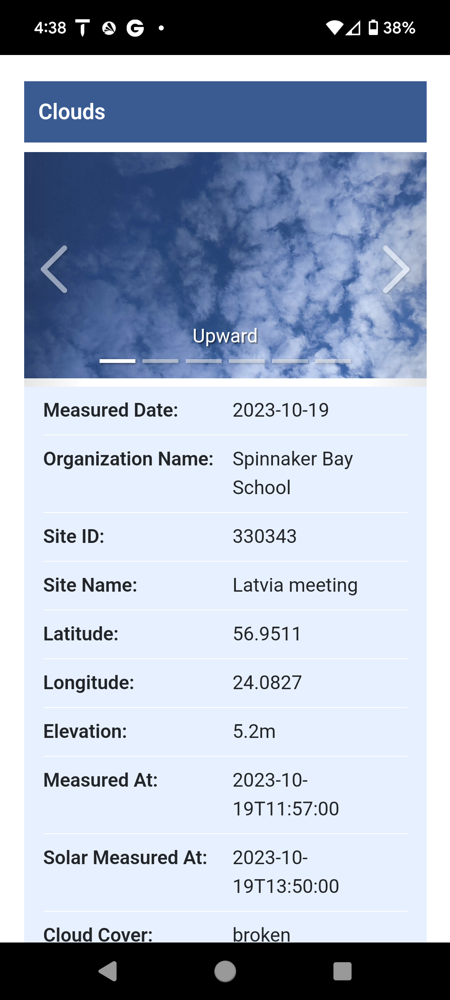 4:38
38%
Clouds
Upward
Measured Date: 2023-10-19
Organization Name: Spinnaker Bay
School
Site ID: 330343
Site Name: Latvia meeting
Latitude: 56.9511
Longitude: 24.0827
Elevation: 5.2m
Measured At: 2023-10-
19T11:57:00
Solar Measured At: 2023-10-
19T13:50:00
Cloud Cover: broken